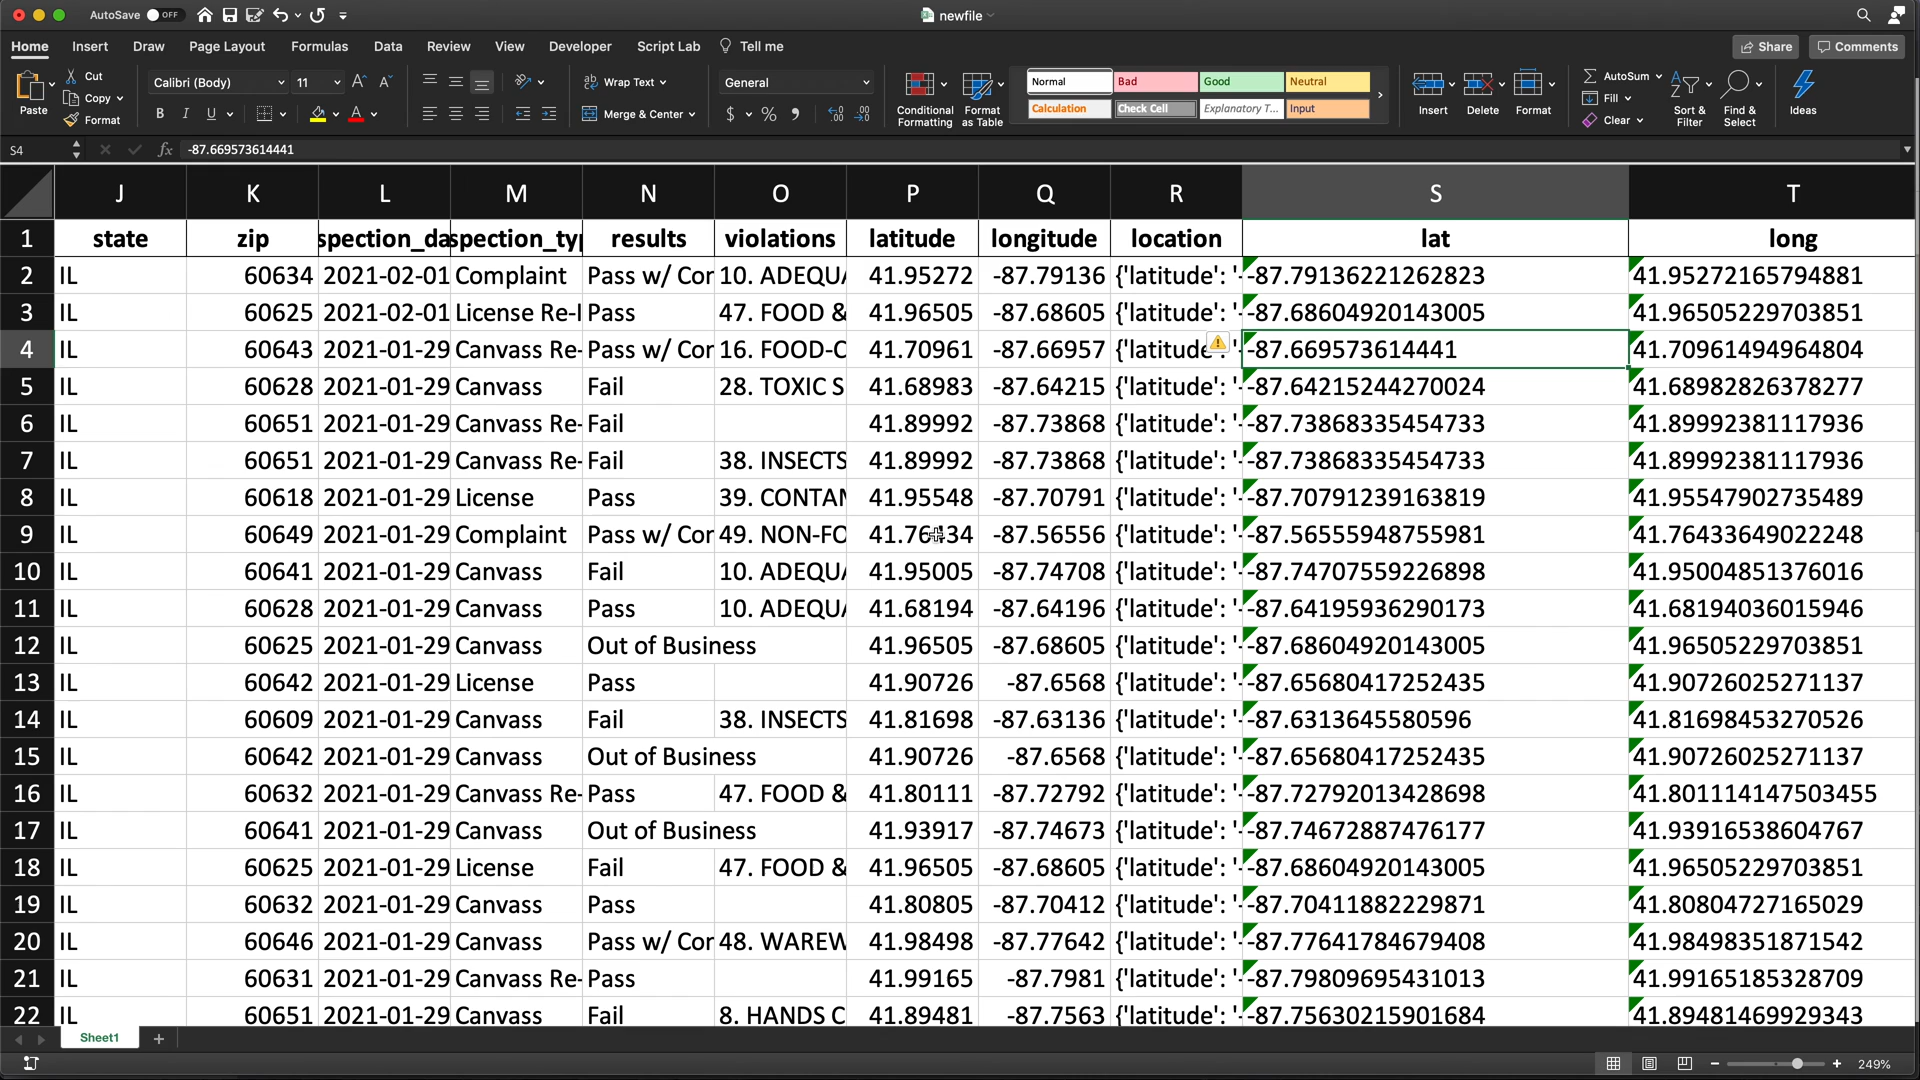 AutoSave OFF newfile
Home Insert Draw Page Layout Formulas Data Review View Developer Script Lab Tell me Share Comments
Paste Cut Copy Format
Calibri (Body) 11 A A
B I U A
Wrap Text
Merge & Center
General
$ % ,
Conditional Formatting
Format as Table
Normal Bad Good Neutral
Calculation Check Cell Explanatory T... Input
Insert Delete Format
AutoSum
Fill
Clear
Sort & Filter
Find & Select
Ideas
S4 fx -87.669573614441
J K L M N O P Q R S T
1 state zip spection_da spection_typ results violations latitude longitude location lat long
2 IL 60634 2021-02-01 Complaint Pass w/ Cor 10. ADEQUA 41.95272 -87.79136 {'latitude': '- -87.79136221262823 41.95272165794881
3 IL 60625 2021-02-01 License Re-I Pass 47. FOOD & 41.96505 -87.68605 {'latitude': '- -87.68604920143005 41.96505229703851
4 IL 60643 2021-01-29 Canvass Re- Pass w/ Cor 16. FOOD-C 41.70961 -87.66957 {'latitude': '- -87.669573614441 41.70961494964804
5 IL 60628 2021-01-29 Canvass Fail 28. TOXIC S 41.68983 -87.64215 {'latitude': '- -87.64215244270024 41.68982826378277
6 IL 60651 2021-01-29 Canvass Re- Fail 41.89992 -87.73868 {'latitude': '- -87.73868335454733 41.89992381117936
7 IL 60651 2021-01-29 Canvass Re- Fail 38. INSECTS 41.89992 -87.73868 {'latitude': '- -87.73868335454733 41.89992381117936
8 IL 60618 2021-01-29 License Pass 39. CONTAN 41.95548 -87.70791 {'latitude': '- -87.70791239163819 41.95547902735489
9 IL 60649 2021-01-29 Complaint Pass w/ Cor 49. NON-FO 41.76434 -87.56556 {'latitude': '- -87.56555948755981 41.76433649022248
10 IL 60641 2021-01-29 Canvass Fail 10. ADEQUA 41.95005 -87.74708 {'latitude': '- -87.74707559226898 41.95004851376016
11 IL 60628 2021-01-29 Canvass Pass 10. ADEQUA 41.68194 -87.64196 {'latitude': '- -87.64195936290173 41.68194036015946
12 IL 60625 2021-01-29 Canvass Out of Business 41.96505 -87.68605 {'latitude': '- -87.68604920143005 41.96505229703851
13 IL 60642 2021-01-29 License Pass 41.90726 -87.6568 {'latitude': '- -87.65680417252435 41.90726025271137
14 IL 60609 2021-01-29 Canvass Fail 38. INSECTS 41.81698 -87.63136 {'latitude': '- -87.6313645580596 41.81698453270526
15 IL 60642 2021-01-29 Canvass Out of Business 41.90726 -87.6568 {'latitude': '- -87.65680417252435 41.90726025271137
16 IL 60632 2021-01-29 Canvass Re- Pass 47. FOOD & 41.80111 -87.72792 {'latitude': '- -87.72792013428698 41.801114147503455
17 IL 60641 2021-01-29 Canvass Out of Business 41.93917 -87.74673 {'latitude': '- -87.74672887476177 41.93916538604767
18 IL 60625 2021-01-29 License Fail 47. FOOD & 41.96505 -87.68605 {'latitude': '- -87.68604920143005 41.96505229703851
19 IL 60632 2021-01-29 Canvass Pass 41.80805 -87.70412 {'latitude': '- -87.70411882229871 41.80804727165029
20 IL 60646 2021-01-29 Canvass Pass w/ Cor 48. WAREW 41.98498 -87.77642 {'latitude': '- -87.77641784679408 41.98498351871542
21 IL 60631 2021-01-29 Canvass Re- Pass 41.99165 -87.7981 {'latitude': '- -87.79809695431013 41.99165185328709
22 IL 60651 2021-01-29 Canvass Fail 8. HANDS C 41.89481 -87.7563 {'latitude': '- -87.75630215901684 41.89481469929343
Sheet1
249%